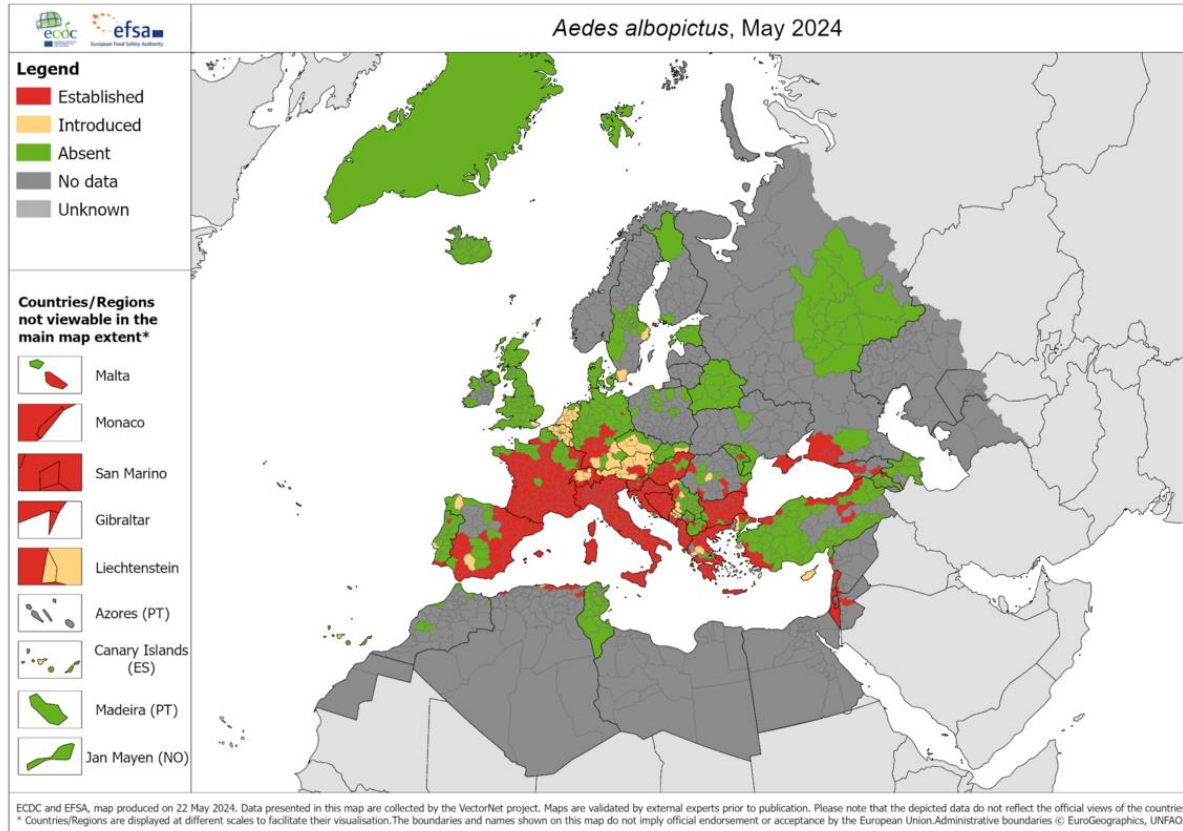 ecdc
efsa
European Food Safety Authority
Aedes albopictus, May 2024
Legend
Established
Introduced
Absent
No data
Unknown
Countries/Regions
not viewable in the
main map extent*
Malta
Monaco
San Marino
Gibraltar
Liechtenstein
Azores (PT)
Canary Islands
(ES)
Madeira (PT)
Jan Mayen (NO)
ECDC and EFSA, map produced on 22 May 2024. Data presented in this map are collected by the VectorNet project. Maps are validated by external experts prior to publication. Please note that the depicted data do not reflect the official views of the countries
* Countries/Regions are displayed at different scales to facilitate their visualisation.The boundaries and names shown on this map do not imply official endorsement or acceptance by the European Union.Administrative boundaries © EuroGeographics, UNFAO